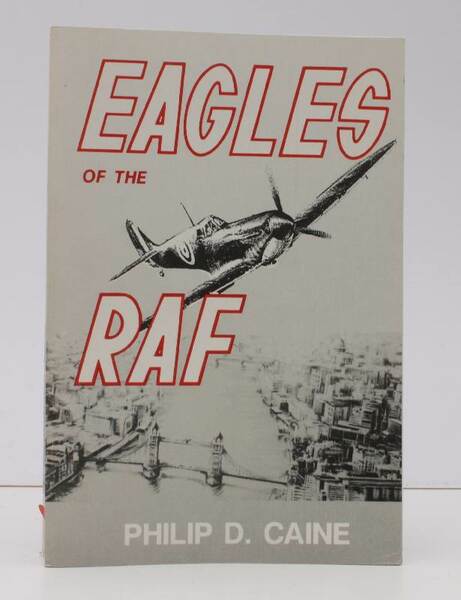 EAGLES
OF THE
RAF
PHILIP D. CAINE